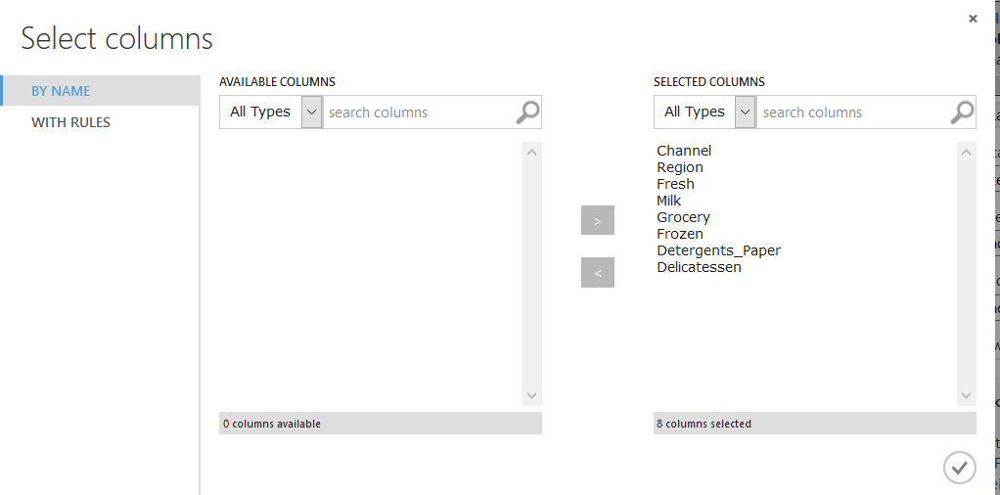 Select columns
BY NAME
WITH RULES
AVAILABLE COLUMNS
All Types
search columns
0 columns available
>
<
SELECTED COLUMNS
All Types
search columns
Channel
Region
Fresh
Milk
Grocery
Frozen
Detergents_Paper
Delicatessen
8 columns selected